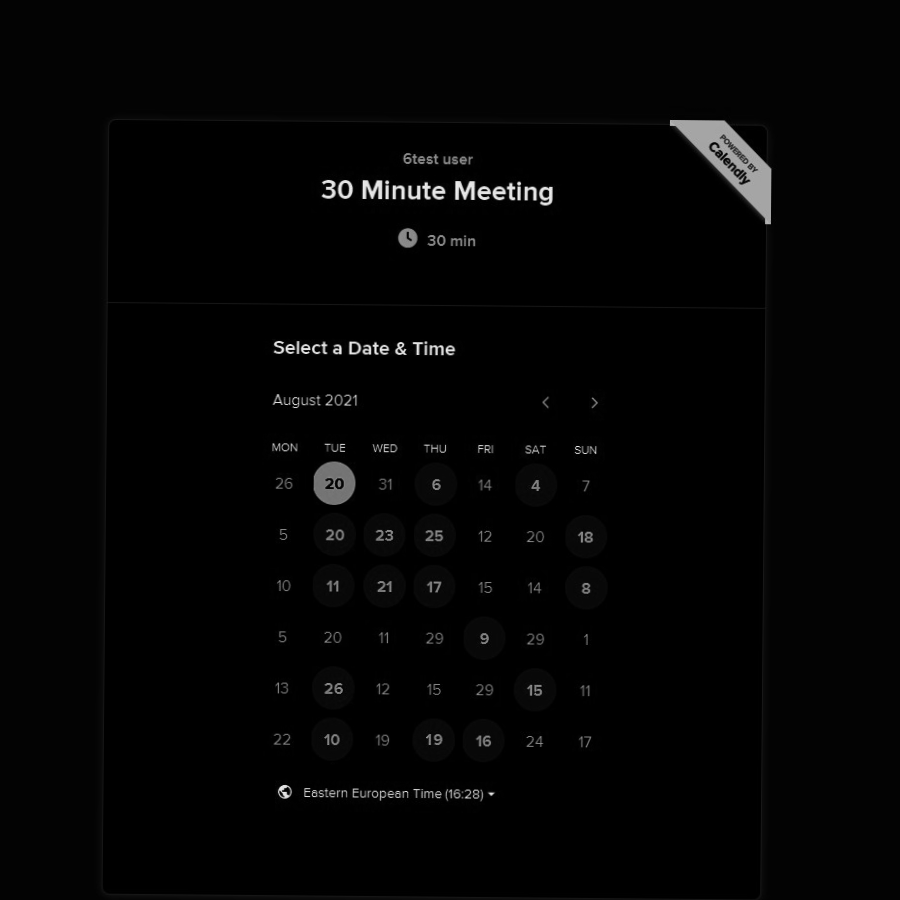 POWERED BY
Calendly
6test user
30 Minute Meeting
30 min
Select a Date & Time
August 2021
MON TUE WED THU FRI SAT SUN
26 20 31 6 14 4 7
5 20 23 25 12 20 18
10 11 21 17 15 14 8
5 20 11 29 9 29 1
13 26 12 15 29 15 11
22 10 19 19 16 24 17
Eastern European Time (16:28)